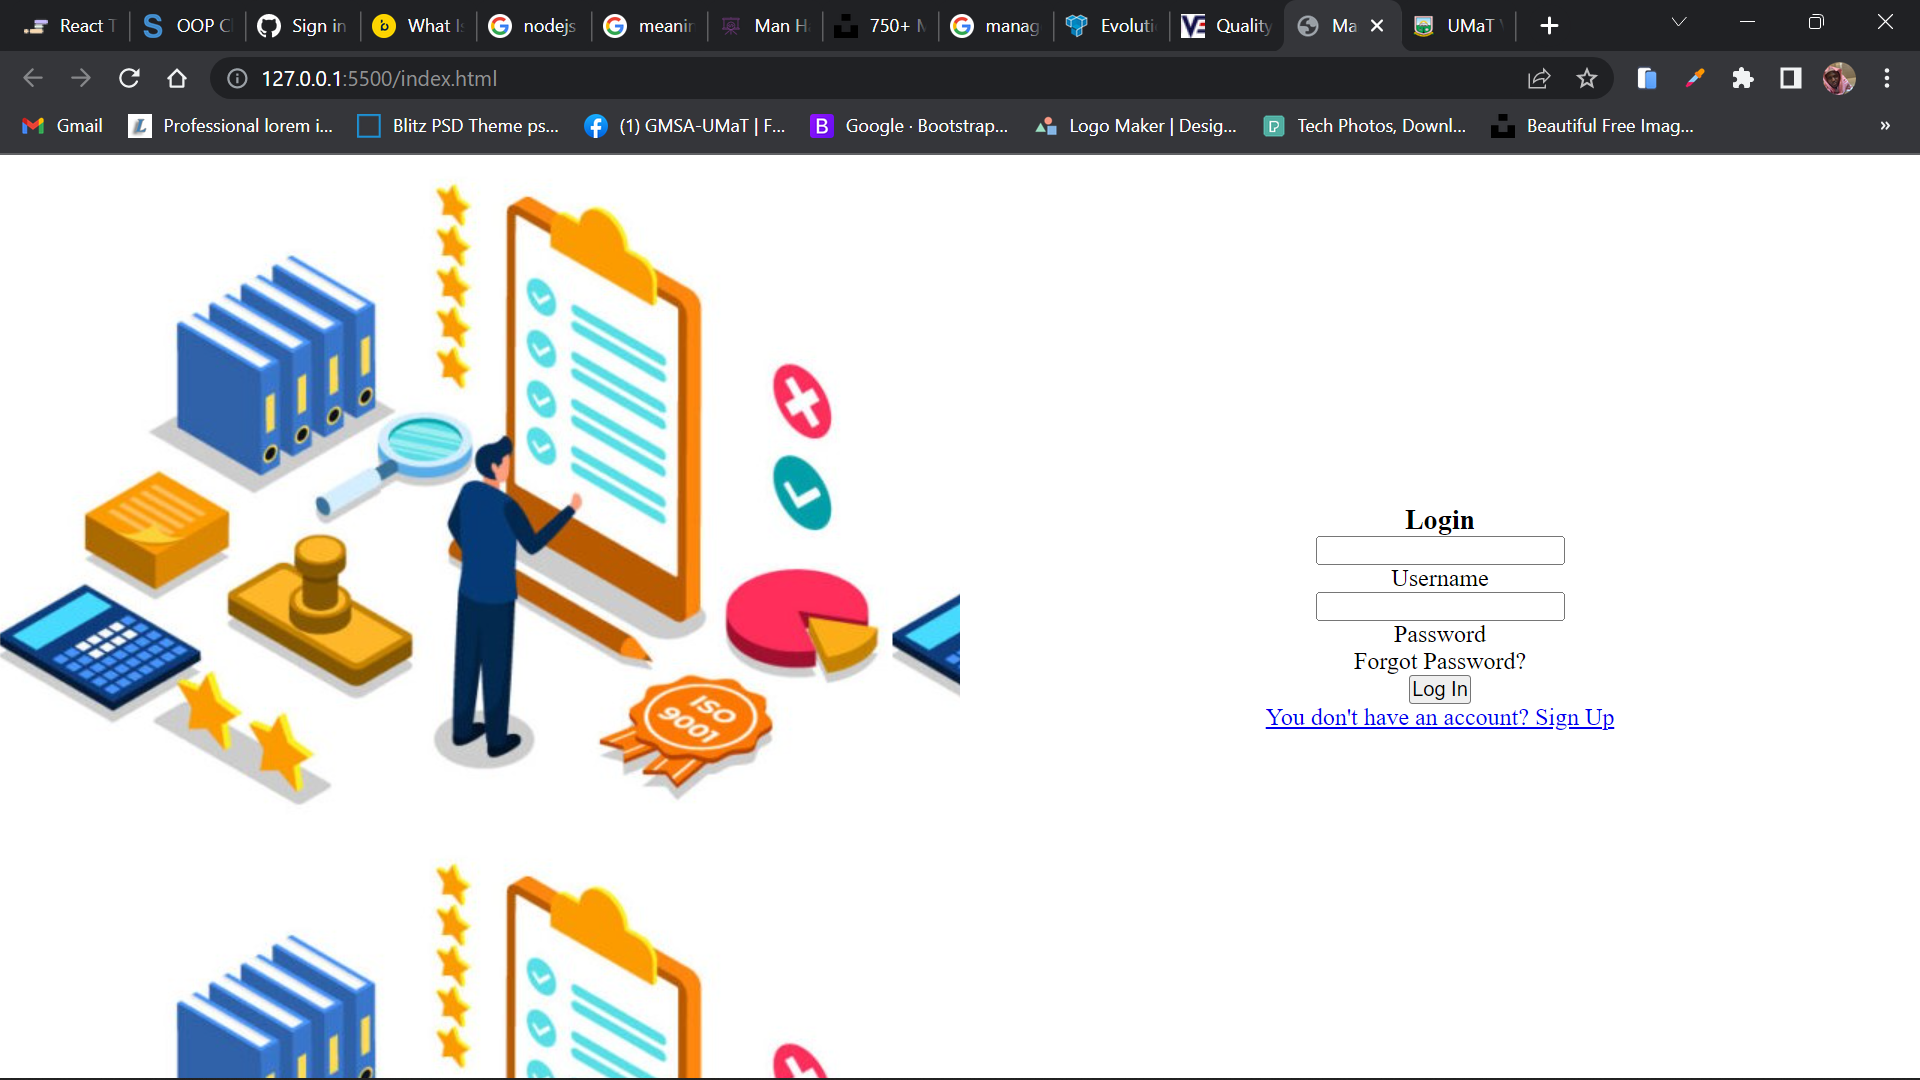 React T
OOP C
Sign in
What Is
nodejs
meanin
Man H
750+ M
manag
Evoluti
Quality
Ma
UMaT
127.0.0.1:5500/index.html
Gmail
Professional lorem i...
Blitz PSD Theme ps...
(1) GMSA-UMaT | F...
Google · Bootstrap...
Logo Maker | Desig...
Tech Photos, Downl...
Beautiful Free Imag...
»
ISO
9001
Login
Username
Password
Forgot Password?
Log In
You don't have an account? Sign Up